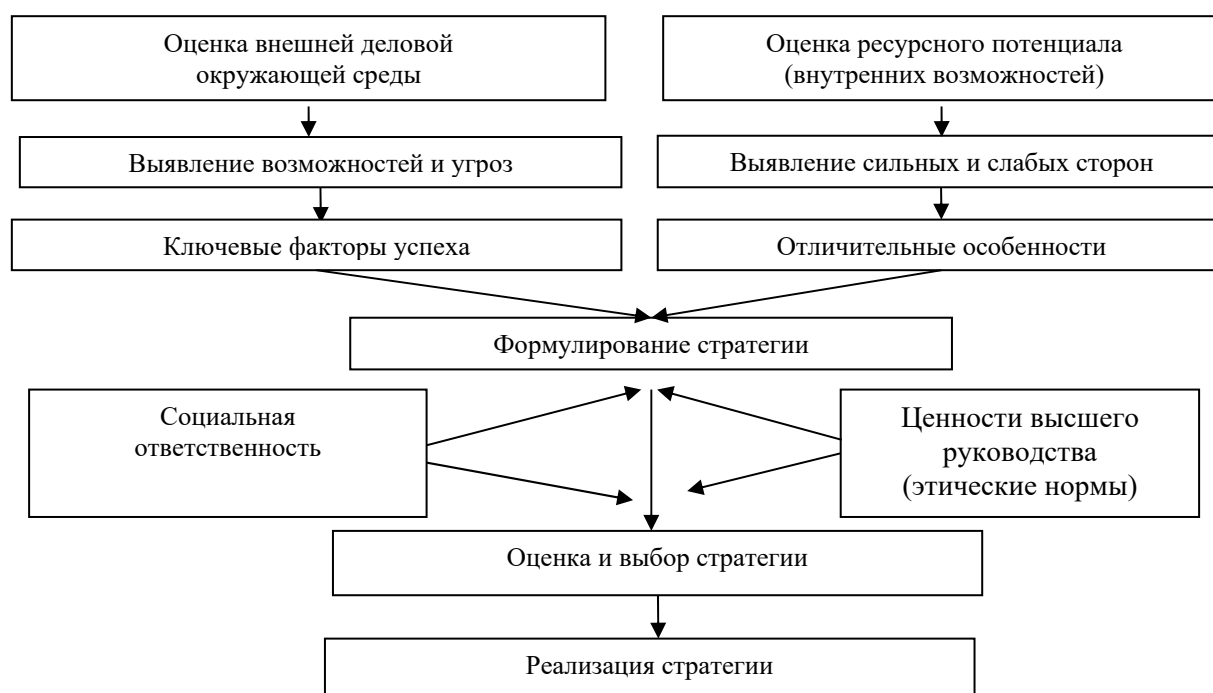 Оценка внешней деловой
окружающей среды
Оценка ресурсного потенциала
(внутренних возможностей)
Выявление возможностей и угроз
Выявление сильных и слабых сторон
Ключевые факторы успеха
Отличительные особенности
Формулирование стратегии
Социальная
ответственность
Ценности высшего
руководства
(этические нормы)
Оценка и выбор стратегии
Реализация стратегии